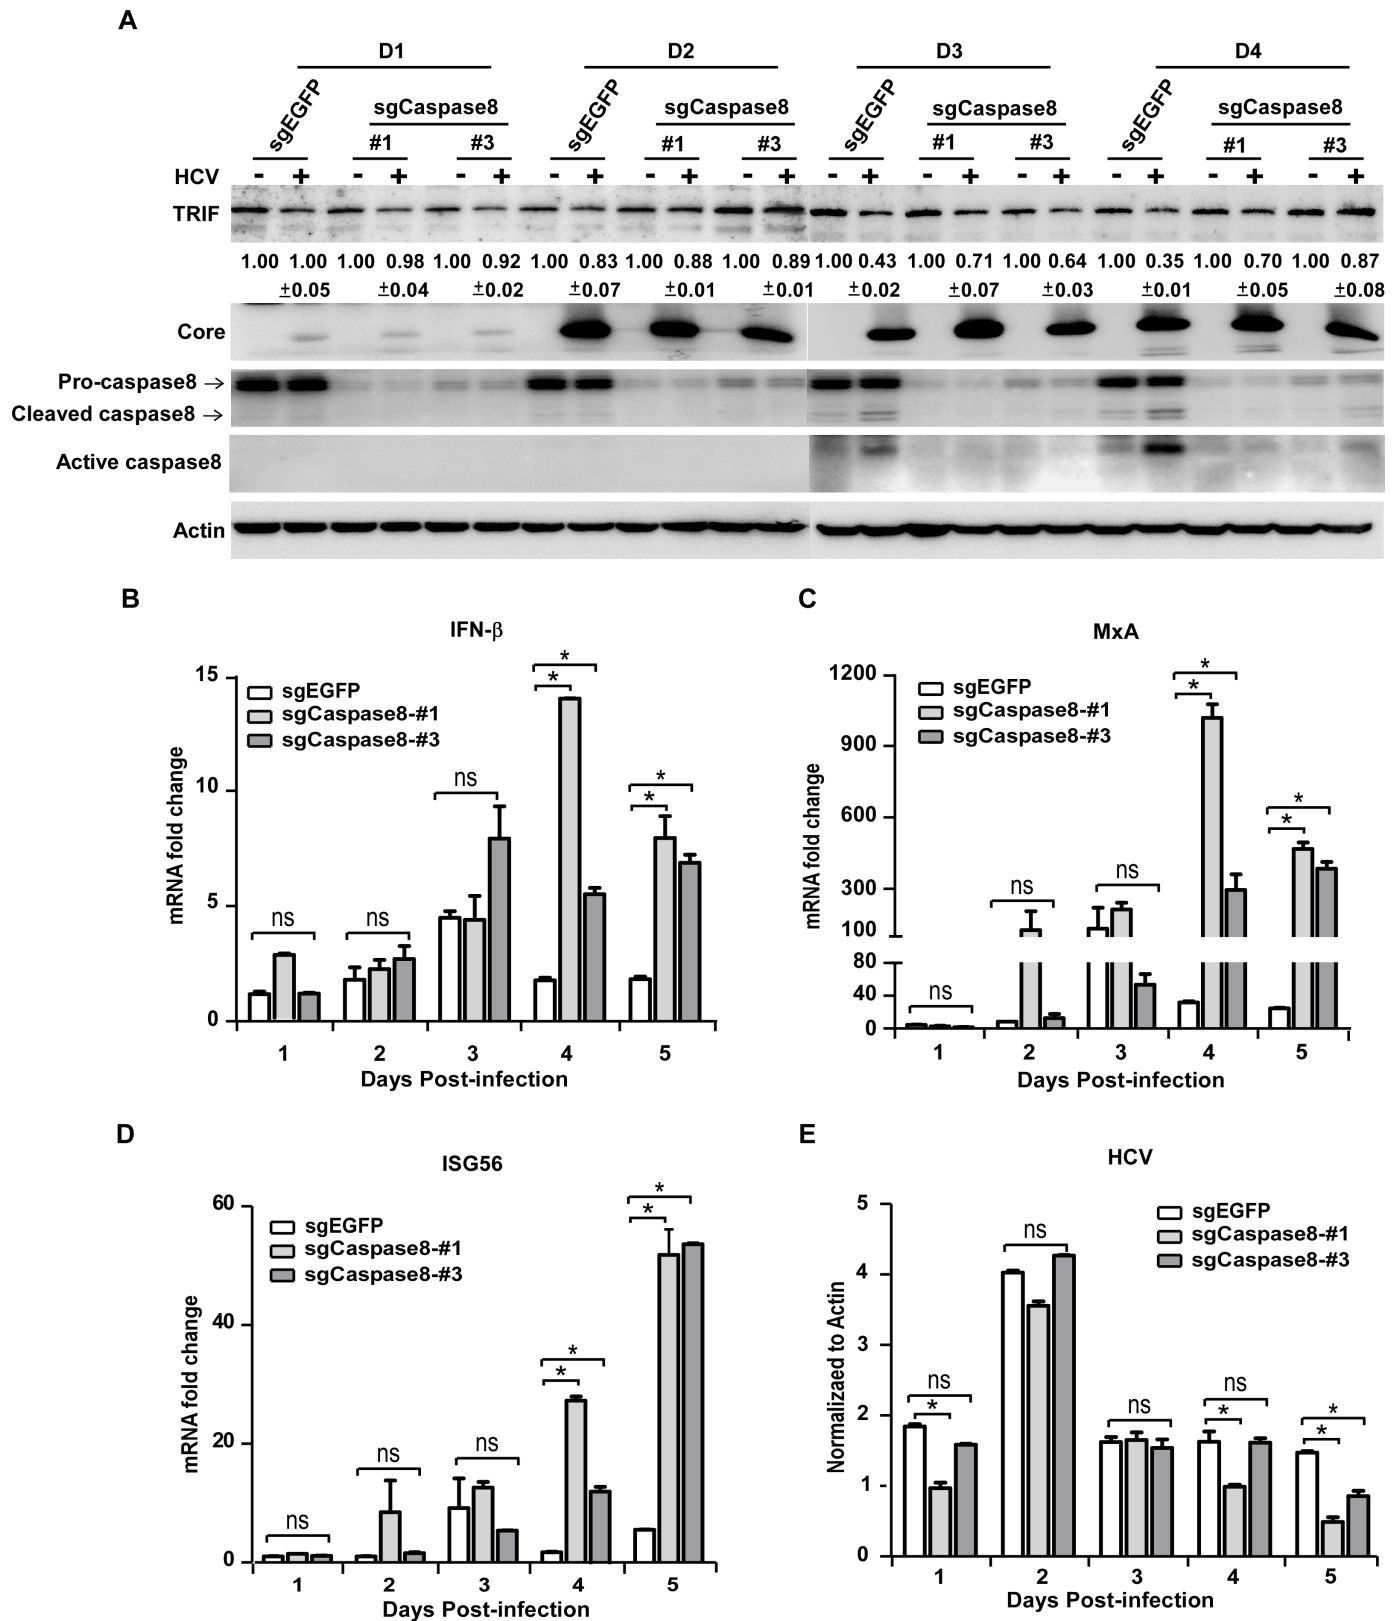 A
D1 D2 D3 D4
sgEGFP sgCaspase8 sgEGFP sgCaspase8 sgEGFP sgCaspase8 sgEGFP sgCaspase8
#1 #3 #1 #3 #1 #3 #1 #3
HCV - + - + - + - + - + - + - + - + - + - + - + - +
TRIF
1.00 1.00 1.00 0.98 1.00 0.92 1.00 0.83 1.00 0.88 1.00 0.89 1.00 0.43 1.00 0.71 1.00 0.64 1.00 0.35 1.00 0.70 1.00 0.87
±0.05 ±0.04 ±0.02 ±0.07 ±0.01 ±0.01 ±0.02 ±0.07 ±0.03 ±0.01 ±0.05 ±0.08
Core
Pro-caspase8 →
Cleaved caspase8 →
Active caspase8
Actin
B
IFN-β
mRNA fold change
15
10
5
0
sgEGFP
sgCaspase8-#1
sgCaspase8-#3
ns ns ns * * * *
1 2 3 4 5
Days Post-infection
C
MxA
mRNA fold change
1200
900
600
300
100
80
40
0
sgEGFP
sgCaspase8-#1
sgCaspase8-#3
ns ns ns * * * *
1 2 3 4 5
Days Post-infection
D
ISG56
mRNA fold change
60
40
20
0
sgEGFP
sgCaspase8-#1
sgCaspase8-#3
ns ns ns * * * *
1 2 3 4 5
Days Post-infection
E
HCV
Normalizaed to Actin
5
4
3
2
1
0
sgEGFP
sgCaspase8-#1
sgCaspase8-#3
ns * ns ns ns * * *
1 2 3 4 5
Days Post-infection